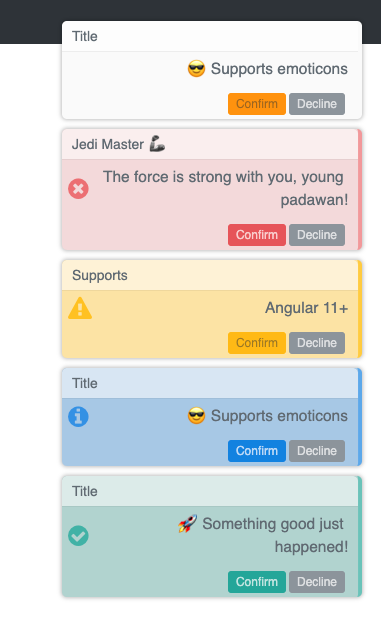 Title
😎 Supports emoticons
Confirm Decline
Jedi Master 🦾
The force is strong with you, young
padawan!
Confirm Decline
Supports
Angular 11+
Confirm Decline
Title
😎 Supports emoticons
Confirm Decline
Title
🚀 Something good just
happened!
Confirm Decline